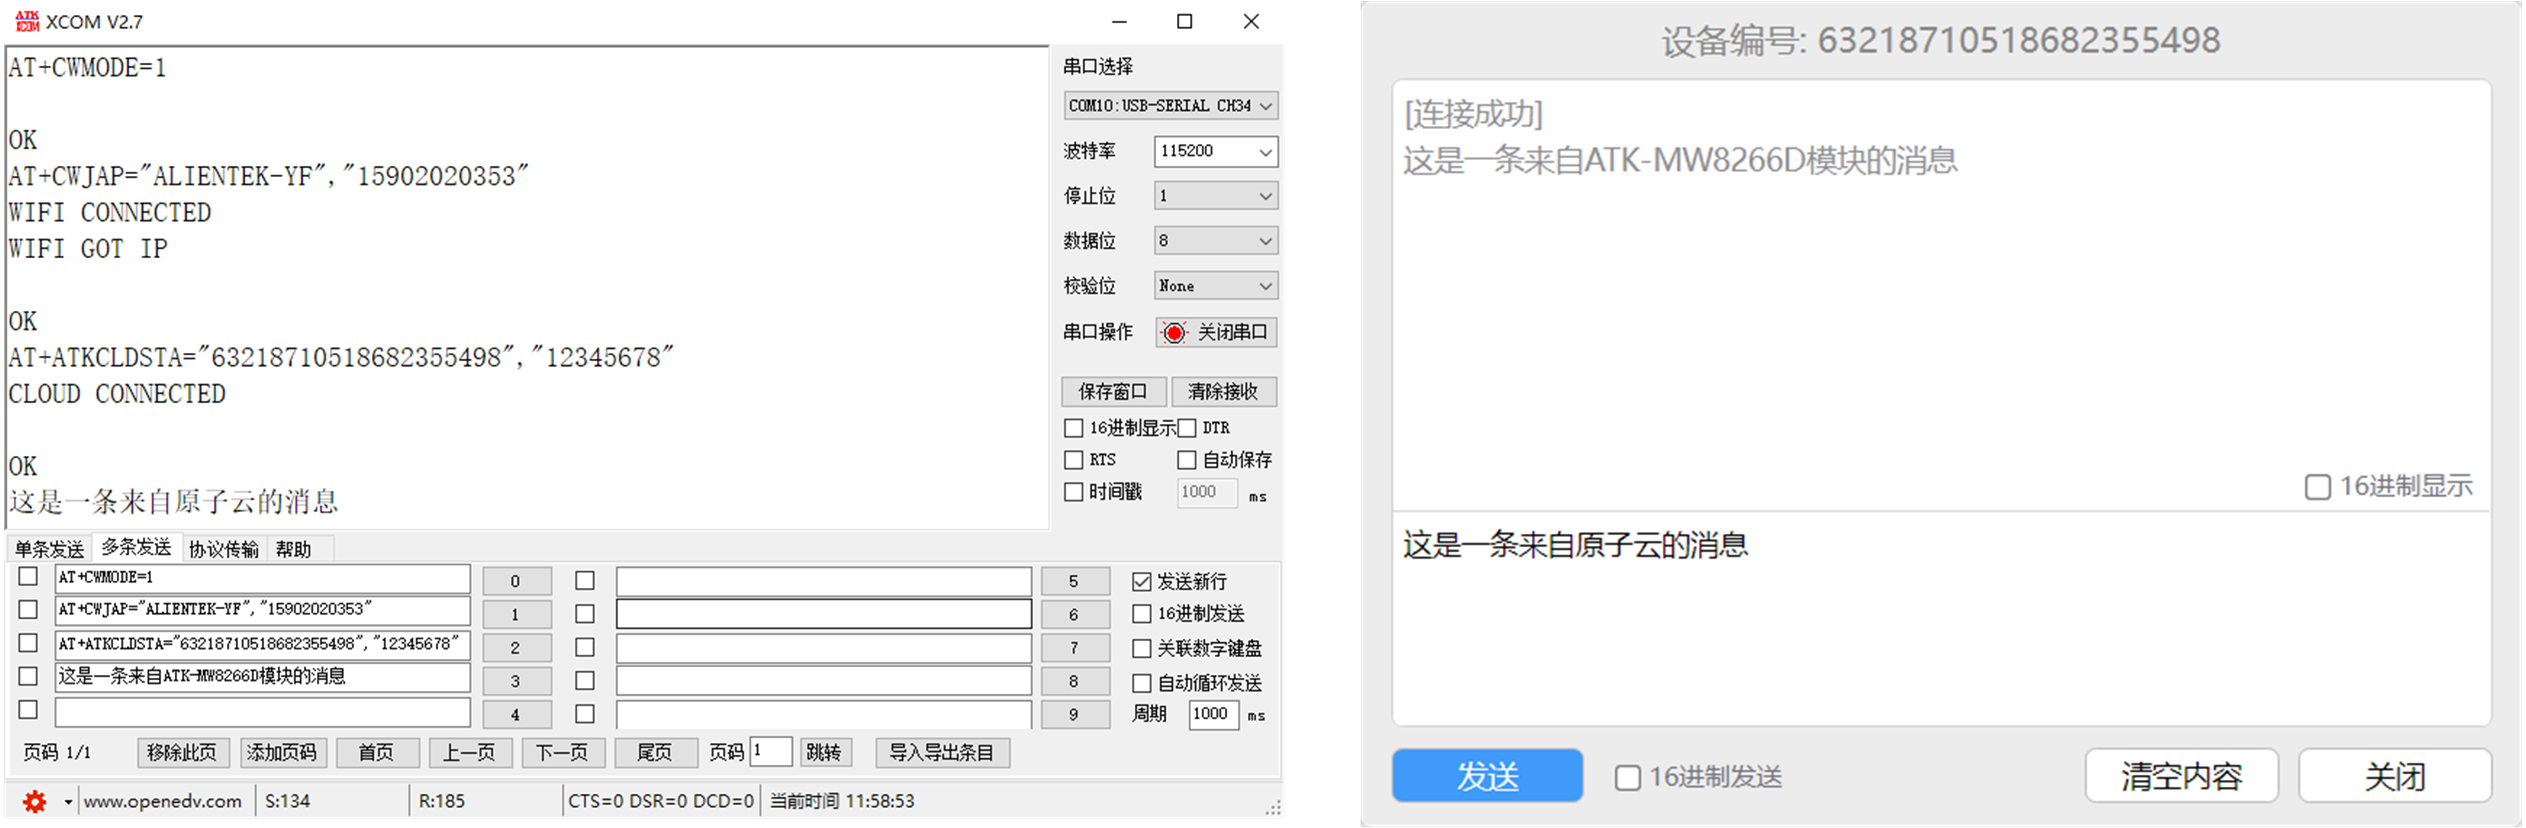 ATK XCOM XCOM V2.7
AT+CWMODE=1
OK
AT+CWJAP="ALIENTEK-YF","15902020353"
WIFI CONNECTED
WIFI GOT IP
OK
AT+ATKCLDSTA="63218710518682355498","12345678"
CLOUD CONNECTED
OK
这是一条来自原子云的消息
串口选择
COM10:USB-SERIAL CH34
波特率 115200
停止位 1
数据位 8
校验位 None
串口操作 关闭串口
保存窗口 清除接收
16进制显示 DTR
RTS 自动保存
时间戳 1000 ms
单条发送 多条发送 协议传输 帮助
AT+CWMODE=1 0 5 发送新行
AT+CWJAP="ALIENTEK-YF","15902020353" 1 6 16进制发送
AT+ATKCLDSTA="63218710518682355498","12345678" 2 7 关联数字键盘
这是一条来自ATK-MW8266D模块的消息 3 8 自动循环发送
4 9 周期 1000 ms
页码 1/1 移除此页 添加页码 首页 上一页 下一页 尾页 页码 1 跳转 导入导出条目
www.openedv.com S:134 R:185 CTS=0 DSR=0 DCD=0 当前时间 11:58:53
设备编号: 63218710518682355498
[连接成功]
这是一条来自ATK-MW8266D模块的消息
16进制显示
这是一条来自原子云的消息
发送 16进制发送 清空内容 关闭